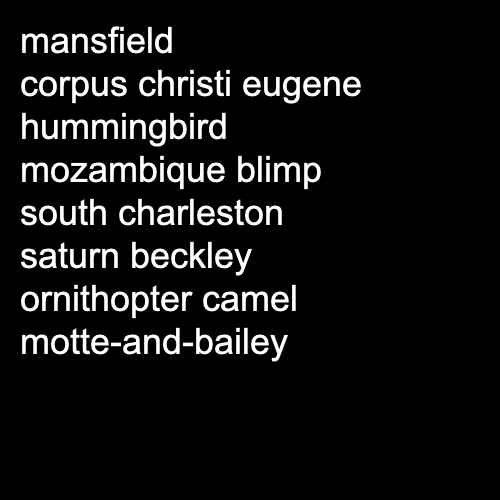 mansfield
corpus christi eugene
hummingbird
mozambique blimp
south charleston
saturn beckley
ornithopter camel
motte-and-bailey